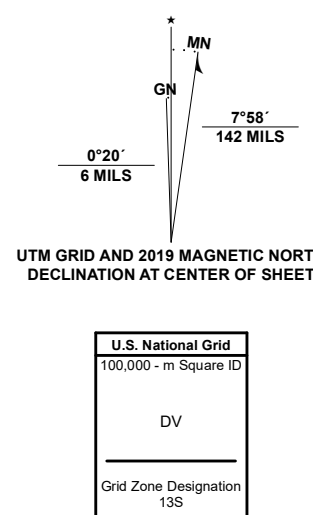 ★
MN
GN
7°58´
142 MILS
0°20´
6 MILS
UTM GRID AND 2019 MAGNETIC NORT
DECLINATION AT CENTER OF SHEET
U.S. National Grid
100,000 - m Square ID
DV
Grid Zone Designation
13S